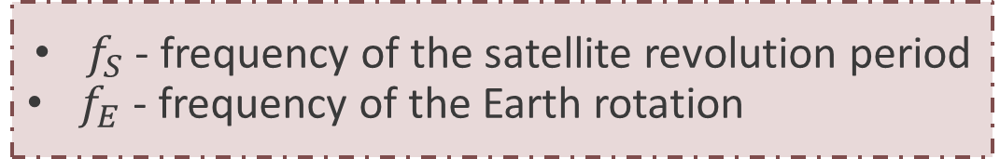 • f_S - frequency of the satellite revolution period
• f_E - frequency of the Earth rotation